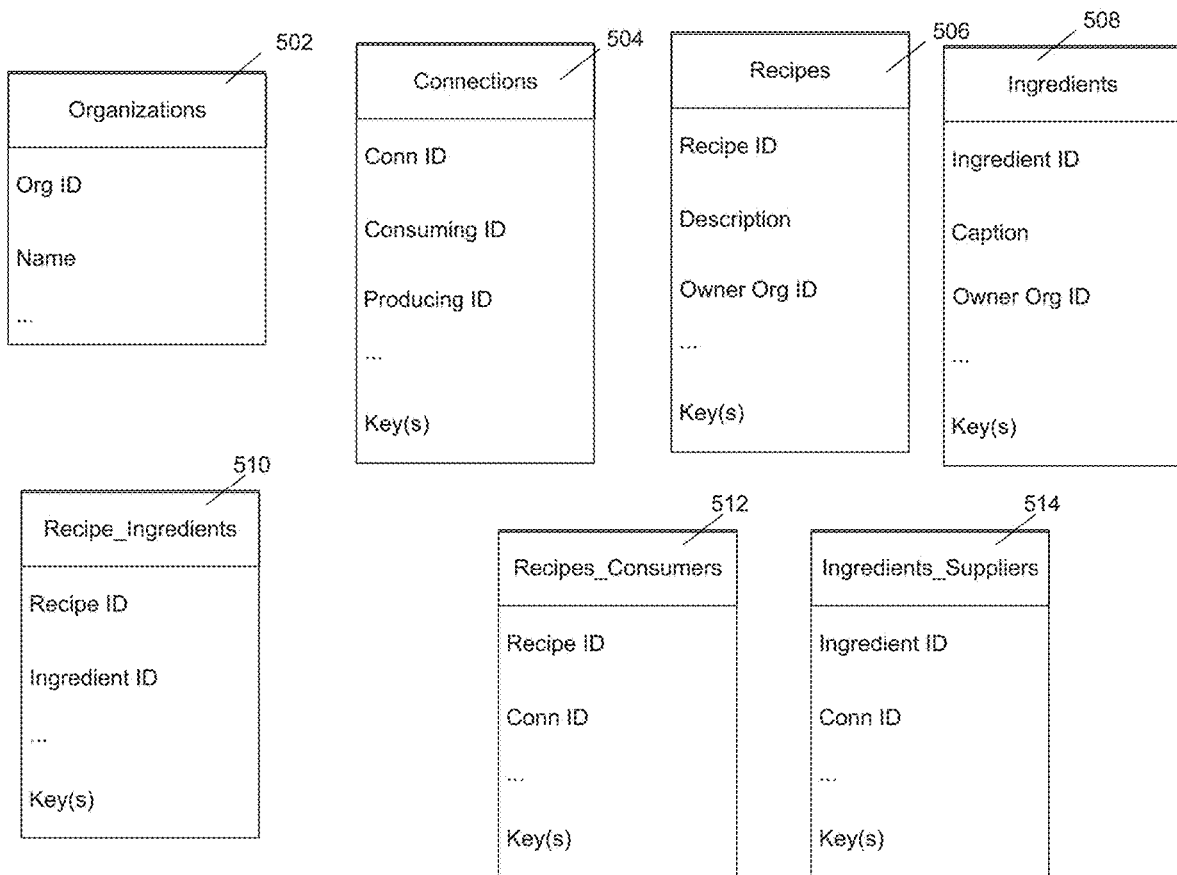 502
Organizations
Org ID
Name
...
504
Connections
Conn ID
Consuming ID
Producing ID
...
Key(s)
506
Recipes
Recipe ID
Description
Owner Org ID
...
Key(s)
508
Ingredients
Ingredient ID
Caption
Owner Org ID
...
Key(s)
510
Recipe_Ingredients
Recipe ID
Ingredient ID
...
Key(s)
512
Recipes_Consumers
Recipe ID
Conn ID
...
Key(s)
514
Ingredients_Suppliers
Ingredient ID
Conn ID
...
Key(s)